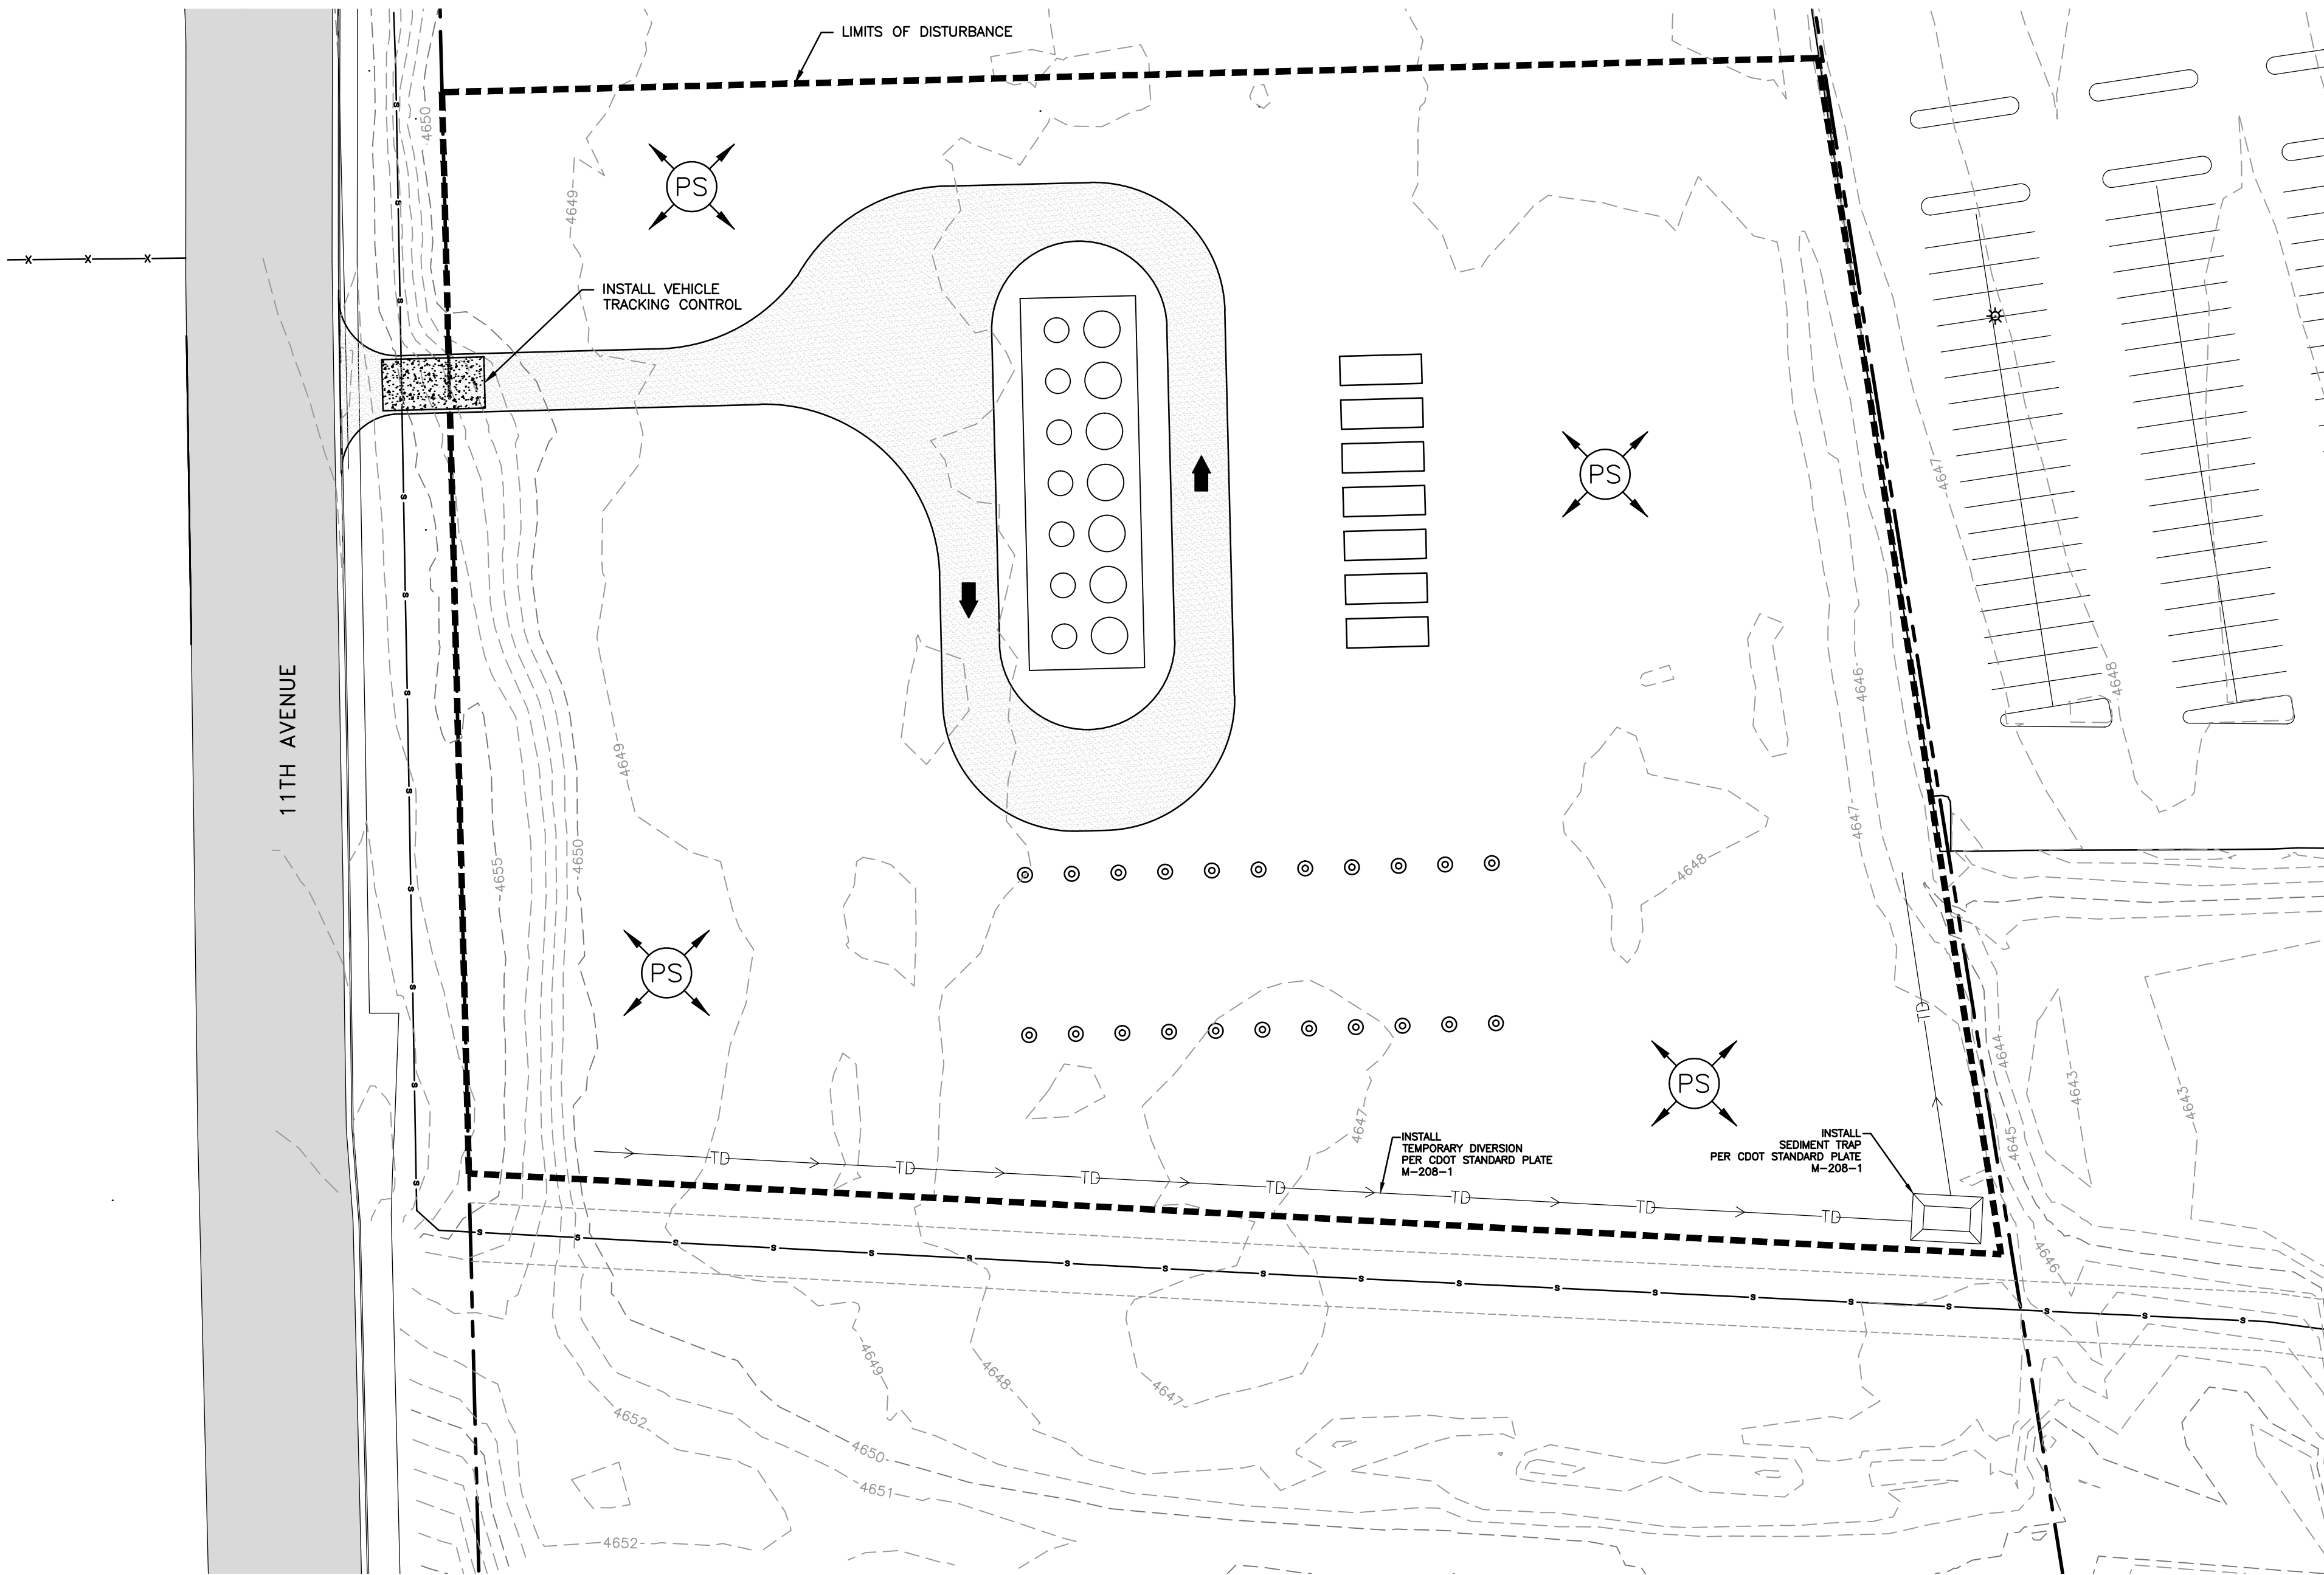 LIMITS OF DISTURBANCE
4650
PS
4649
X X X
INSTALL VEHICLE
TRACKING CONTROL
PS
4647
11TH AVENUE
4649
4646
4648
4655
4650
4647
4648
PS
TD
PS
4644
4643
4643
4647
4645
INSTALL
TEMPORARY DIVERSION
PER CDOT STANDARD PLATE
M-208-1
INSTALL
SEDIMENT TRAP
PER CDOT STANDARD PLATE
M-208-1
TD TD TD TD TD TD TD
s s s s s s s s s s s s
s s s s s s s s s s s s s s s s s s s
4646
4649
4648
4647
4652
4650
4651
4652